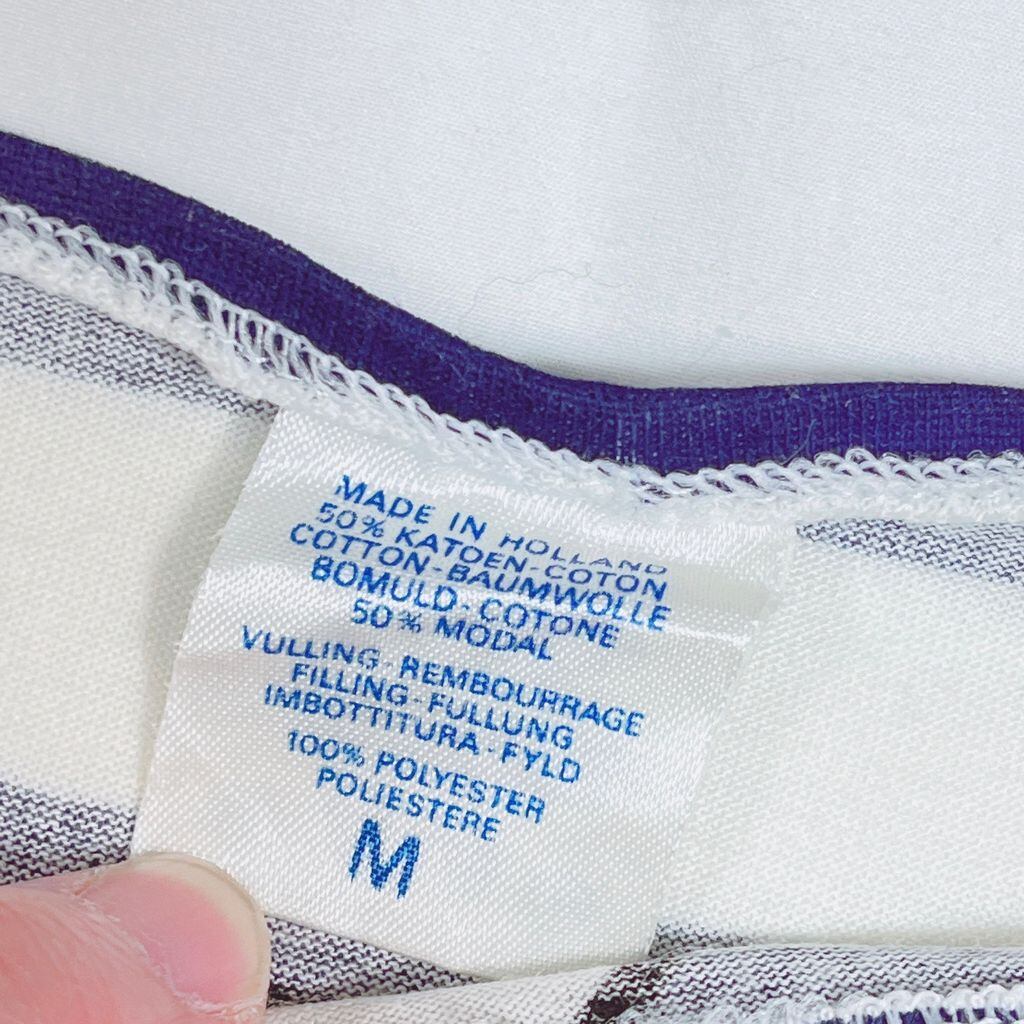 MADE IN HOLLAND
50% KATOEN-COTON
COTTON-BAUMWOLLE
BOMULD-COTONE
50% MODAL
VULLING-REMBOURRAGE
FILLING-FULLUNG
IMBOTTITURA-FYLD
100% POLYESTER
POLIESTERE
M